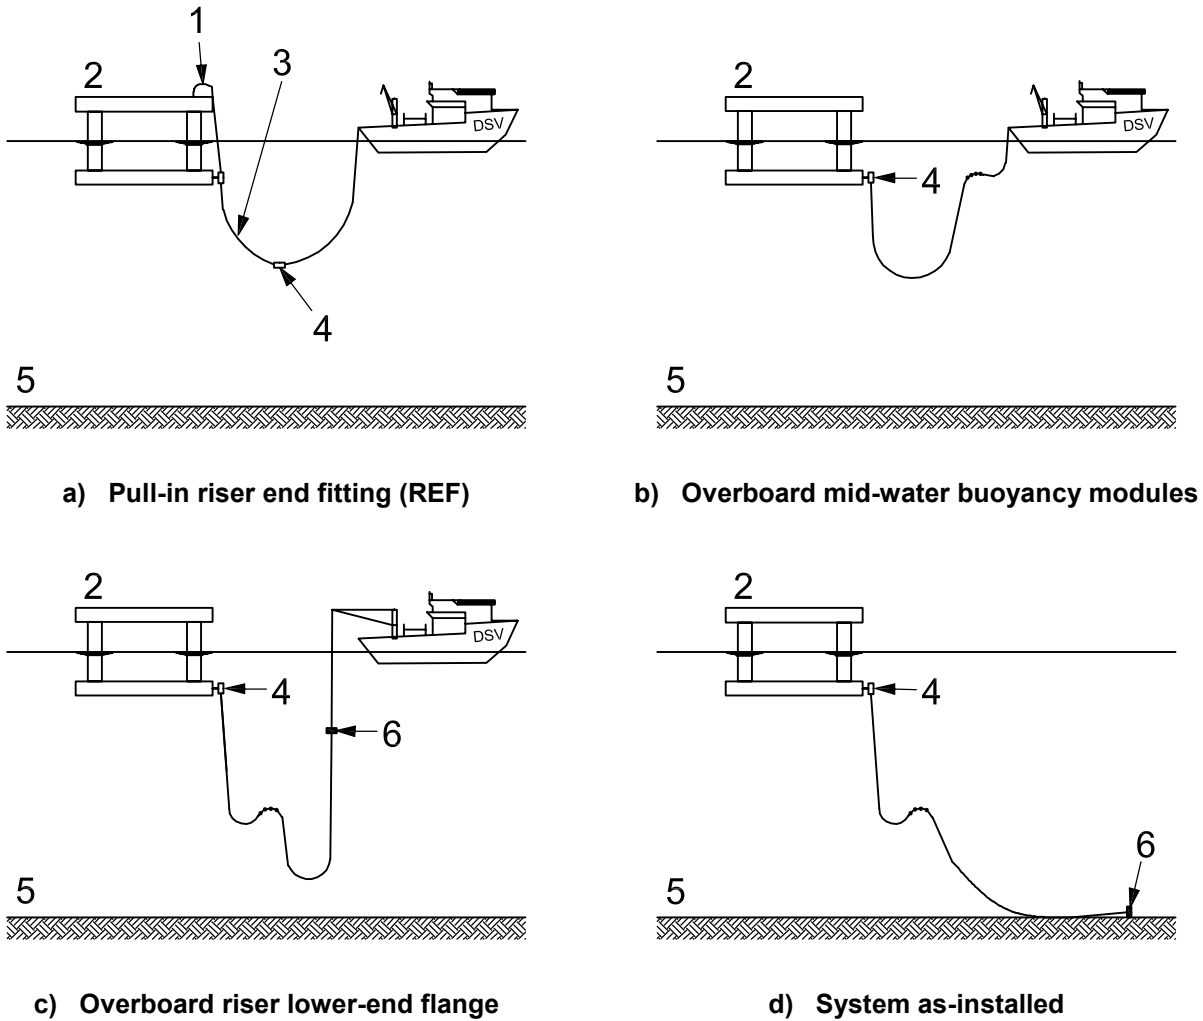 1
2
3
DSV
4
5
a) Pull-in riser end fitting (REF)
2
DSV
4
5
b) Overboard mid-water buoyancy modules
2
DSV
4
6
5
c) Overboard riser lower-end flange
2
4
6
5
d) System as-installed